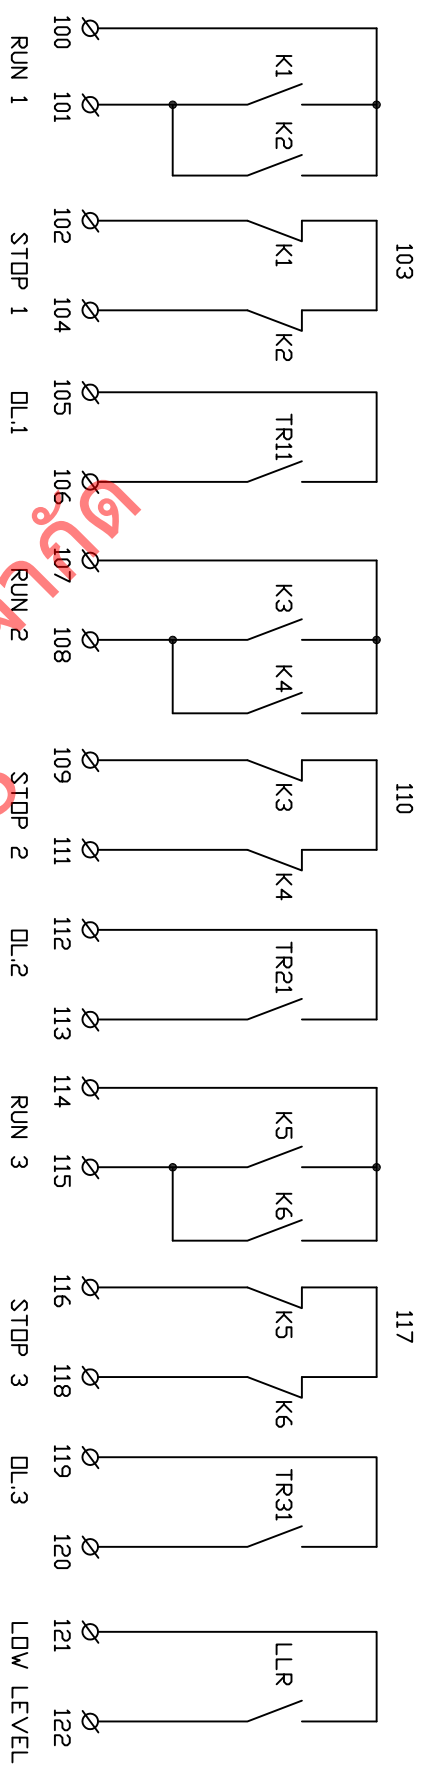 103
110
117
K1
K2
K1
K2
TR11
K3
K4
K3
K4
TR21
K5
K6
K5
K6
TR31
LLR
100 101 102 104 105 106 107 108 109 111 112 113 114 115 116 118 119 120 121 122
RUN 1 STOP 1 OL.1 RUN 2 STOP 2 OL.2 RUN 3 STOP 3 OL.3 LOW LEVEL